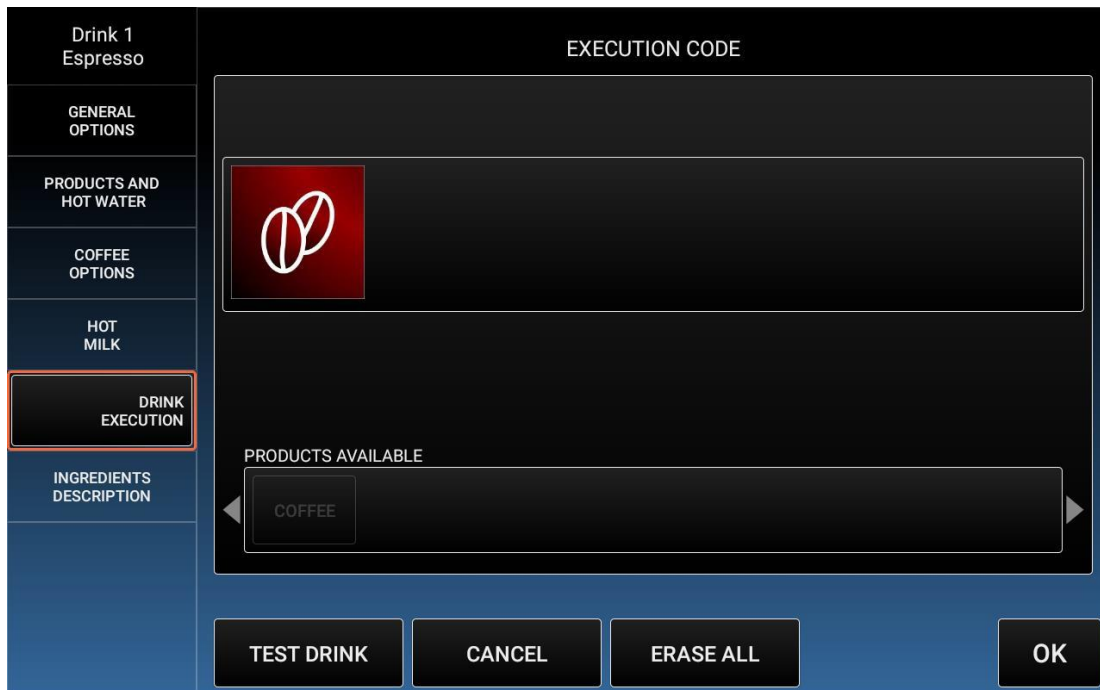 Drink 1
Espresso
EXECUTION CODE
GENERAL
OPTIONS
PRODUCTS AND
HOT WATER
COFFEE
OPTIONS
HOT
MILK
DRINK
EXECUTION
INGREDIENTS
DESCRIPTION
PRODUCTS AVAILABLE
COFFEE
TEST DRINK
CANCEL
ERASE ALL
OK